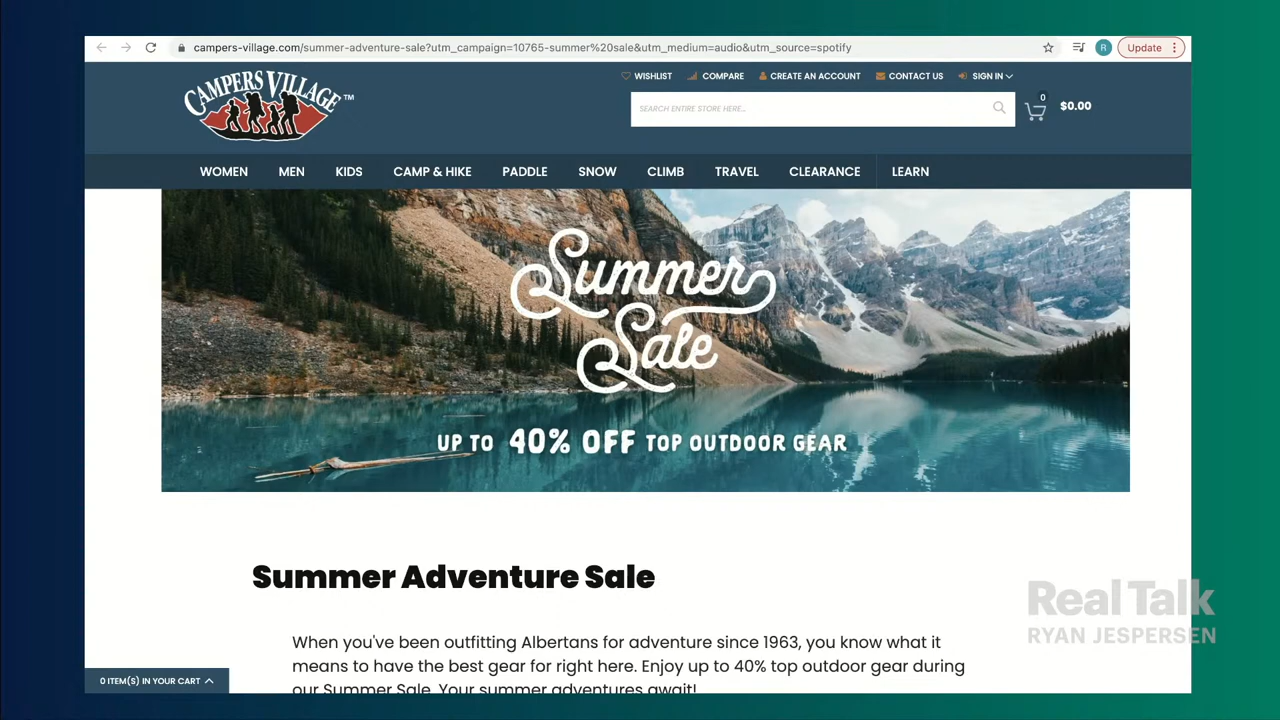 campers-village.com/summer-adventure-sale?utm_campaign=10765-summer%20sale&utm_medium=audio&utm_source=spotify
R
Update
CAMPERS VILLAGE™
WISHLIST
COMPARE
CREATE AN ACCOUNT
CONTACT US
SIGN IN
SEARCH ENTIRE STORE HERE...
0
$0.00
WOMEN
MEN
KIDS
CAMP & HIKE
PADDLE
SNOW
CLIMB
TRAVEL
CLEARANCE
LEARN
Summer
Sale
UP TO 40% OFF TOP OUTDOOR GEAR
Summer Adventure Sale
When you've been outfitting Albertans for adventure since 1963, you know what it
means to have the best gear for right here. Enjoy up to 40% top outdoor gear during
our Summer Sale. Your summer adventures await!
0 ITEM(S) IN YOUR CART
Real Talk
RYAN JESPERSEN